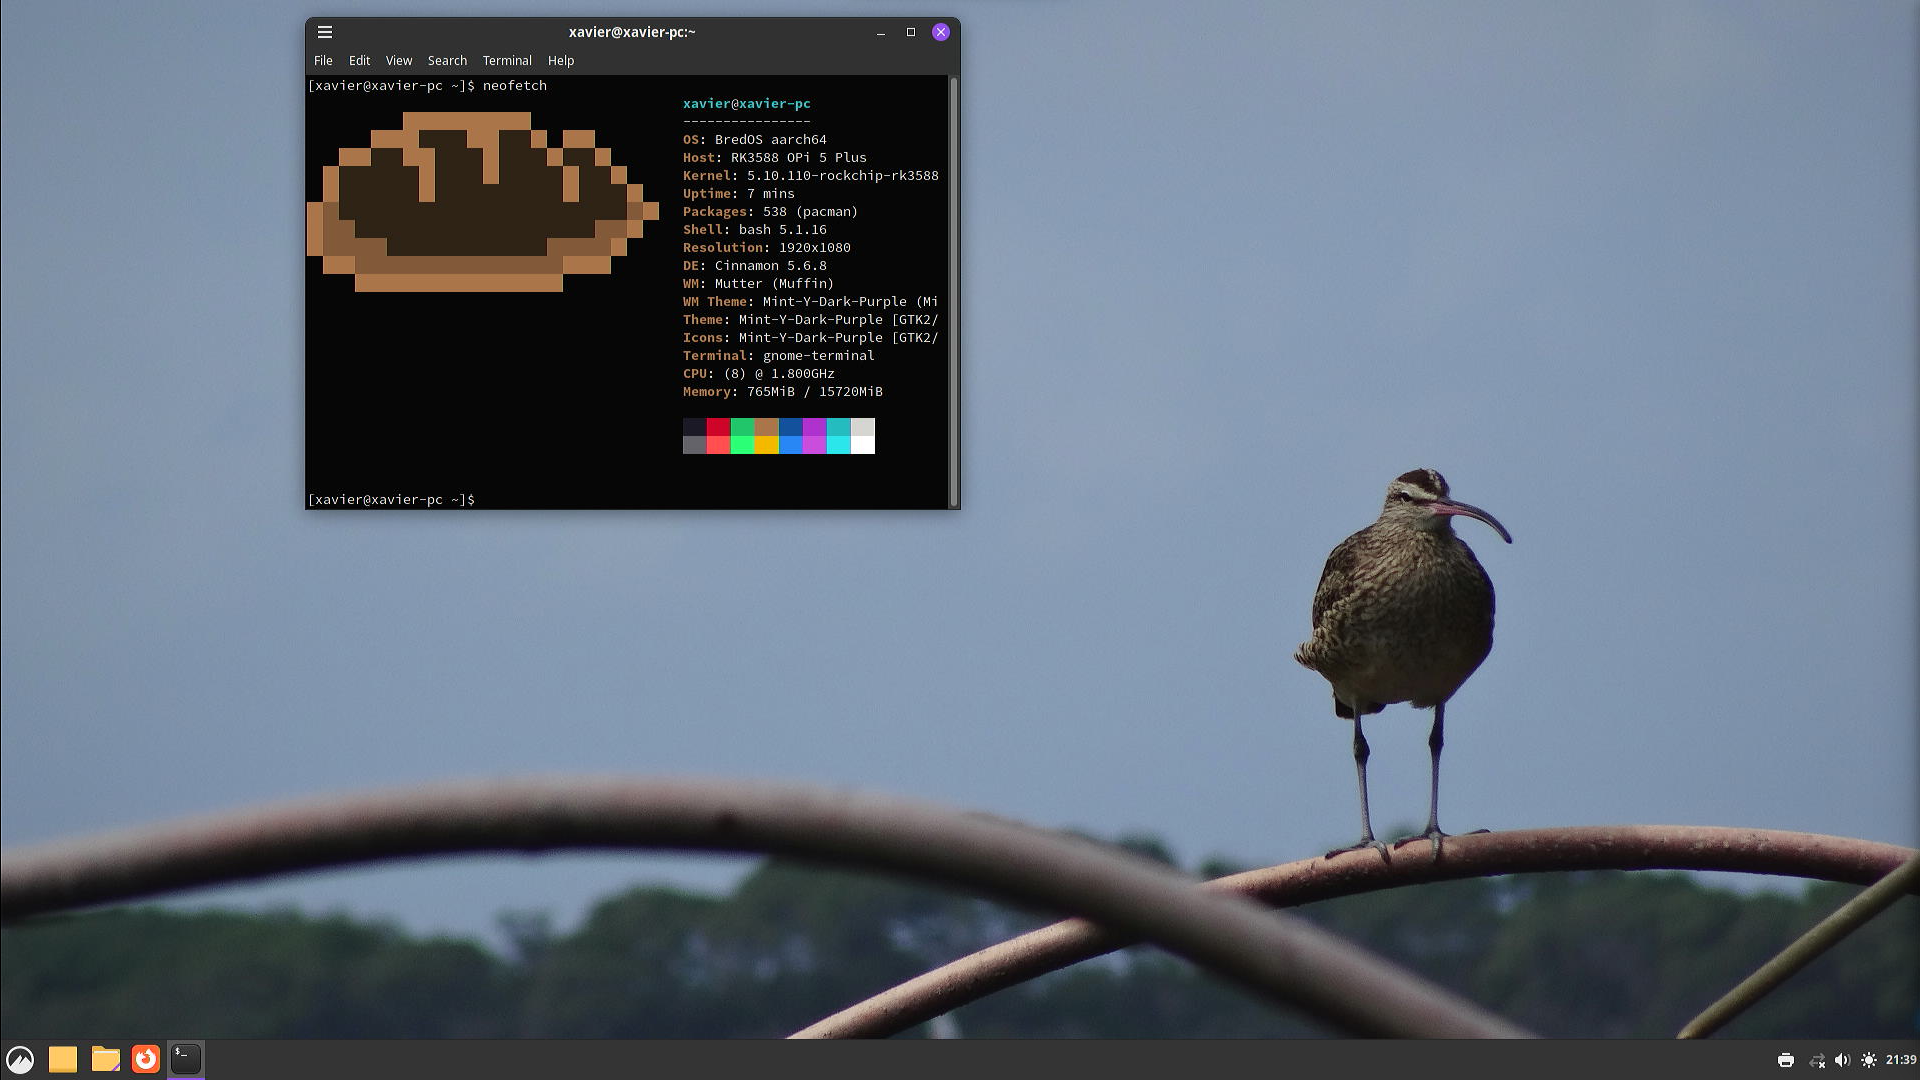 xavier@xavier-pc:~
File Edit View Search Terminal Help
[xavier@xavier-pc ~]$ neofetch
xavier@xavier-pc
----------------
OS: BredOS aarch64
Host: RK3588 OPi 5 Plus
Kernel: 5.10.110-rockchip-rk3588
Uptime: 7 mins
Packages: 538 (pacman)
Shell: bash 5.1.16
Resolution: 1920x1080
DE: Cinnamon 5.6.8
WM: Mutter (Muffin)
WM Theme: Mint-Y-Dark-Purple (Mi
Theme: Mint-Y-Dark-Purple [GTK2/
Icons: Mint-Y-Dark-Purple [GTK2/
Terminal: gnome-terminal
CPU: (8) @ 1.800GHz
Memory: 765MiB / 15720MiB
[xavier@xavier-pc ~]$
$_
21:39